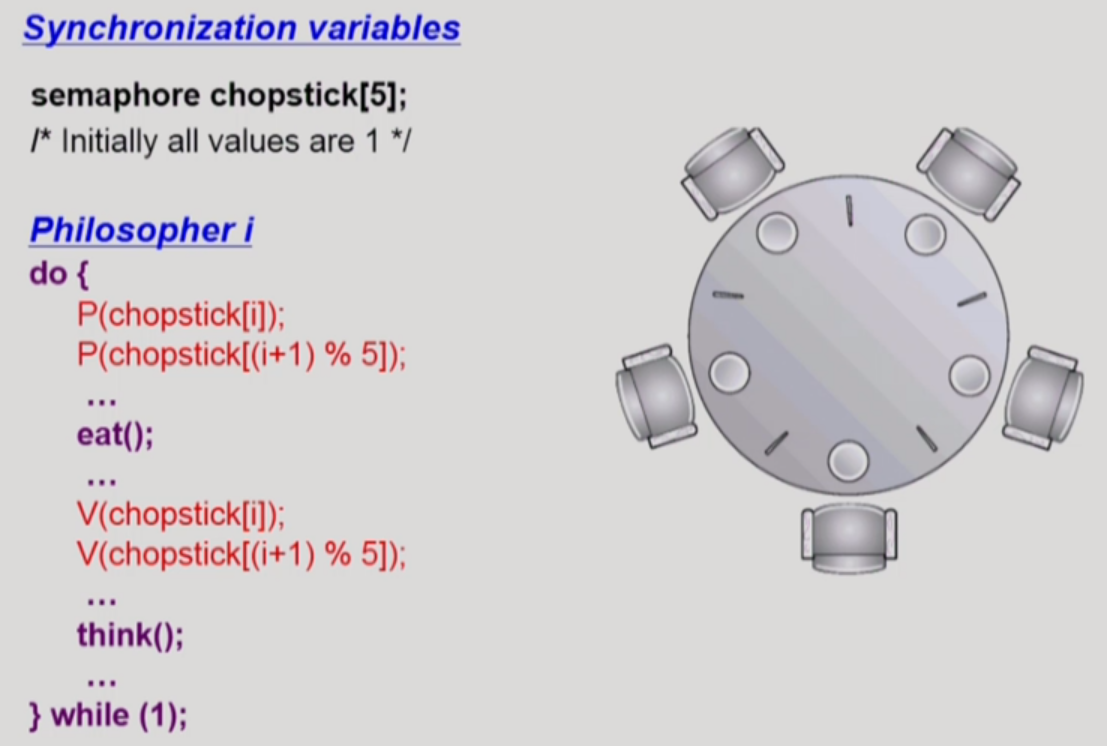 Synchronization variables
semaphore chopstick[5];
/* Initially all values are 1 */
Philosopher i
do {
P(chopstick[i]);
P(chopstick[(i+1) % 5]);
...
eat();
...
V(chopstick[i]);
V(chopstick[(i+1) % 5]);
...
think();
...
} while (1);